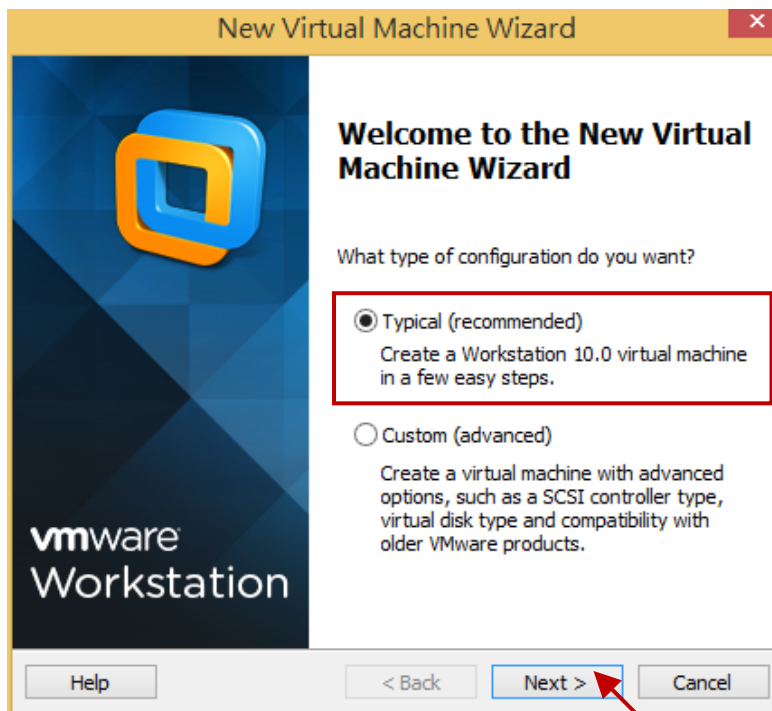 New Virtual Machine Wizard
Welcome to the New Virtual
Machine Wizard
What type of configuration do you want?
Typical (recommended)
Create a Workstation 10.0 virtual machine
in a few easy steps.
Custom (advanced)
Create a virtual machine with advanced
options, such as a SCSI controller type,
virtual disk type and compatibility with
older VMware products.
vmware
Workstation
Help
< Back
Next >
Cancel